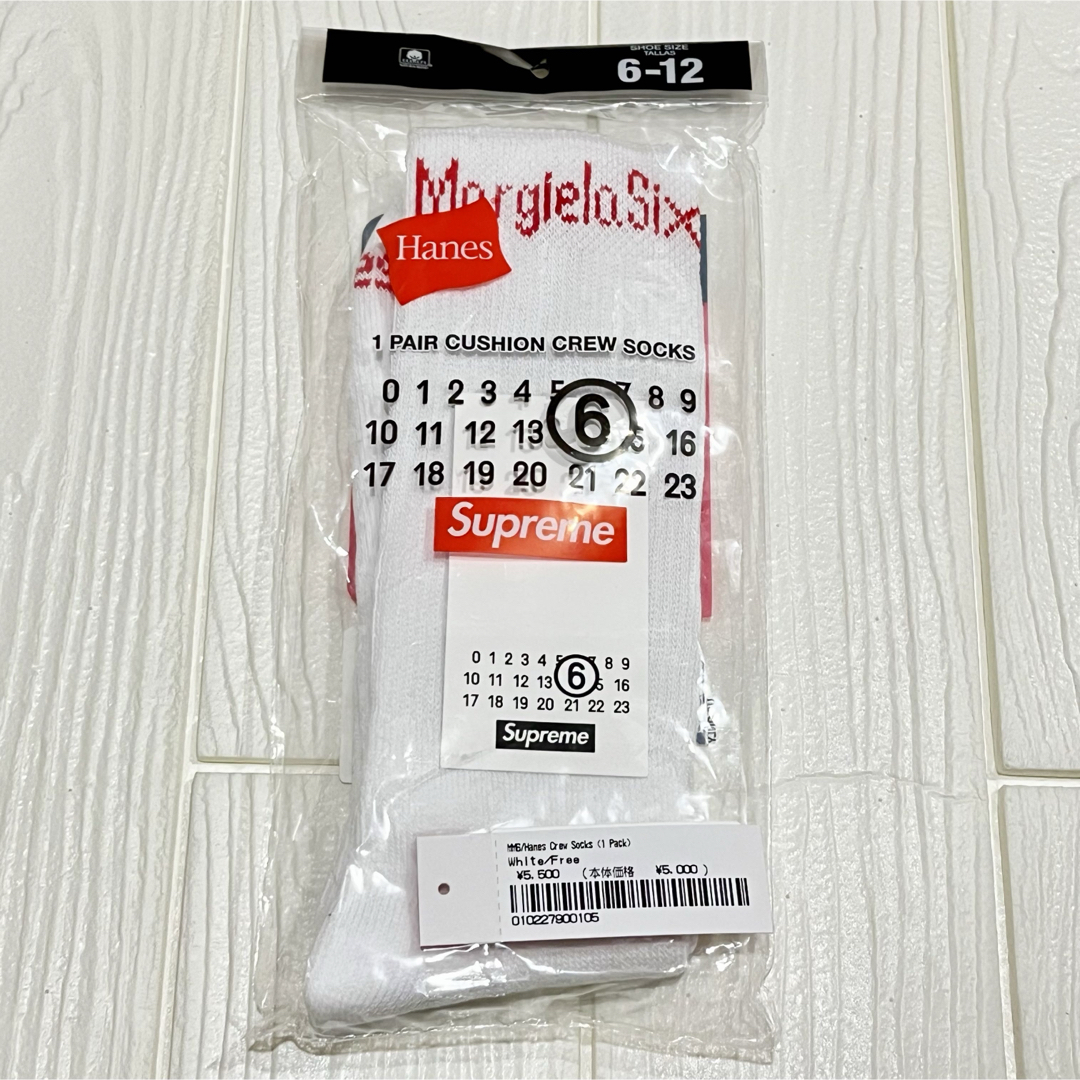 SHOE SIZE
TALLAS
6-12
MargielaSix
Hanes
1 PAIR CUSHION CREW SOCKS
0 1 2 3 4 5 6 7 8 9
10 11 12 13 15 16
17 18 19 20 21 22 23
Supreme
0 1 2 3 4 5 6 7 8 9
10 11 12 13 15 16
17 18 19 20 21 22 23
Supreme
MM6/Hanes Crew Socks (1 Pack)
White/Free
¥5,500 (本体価格 ¥5,000 )
010227900105